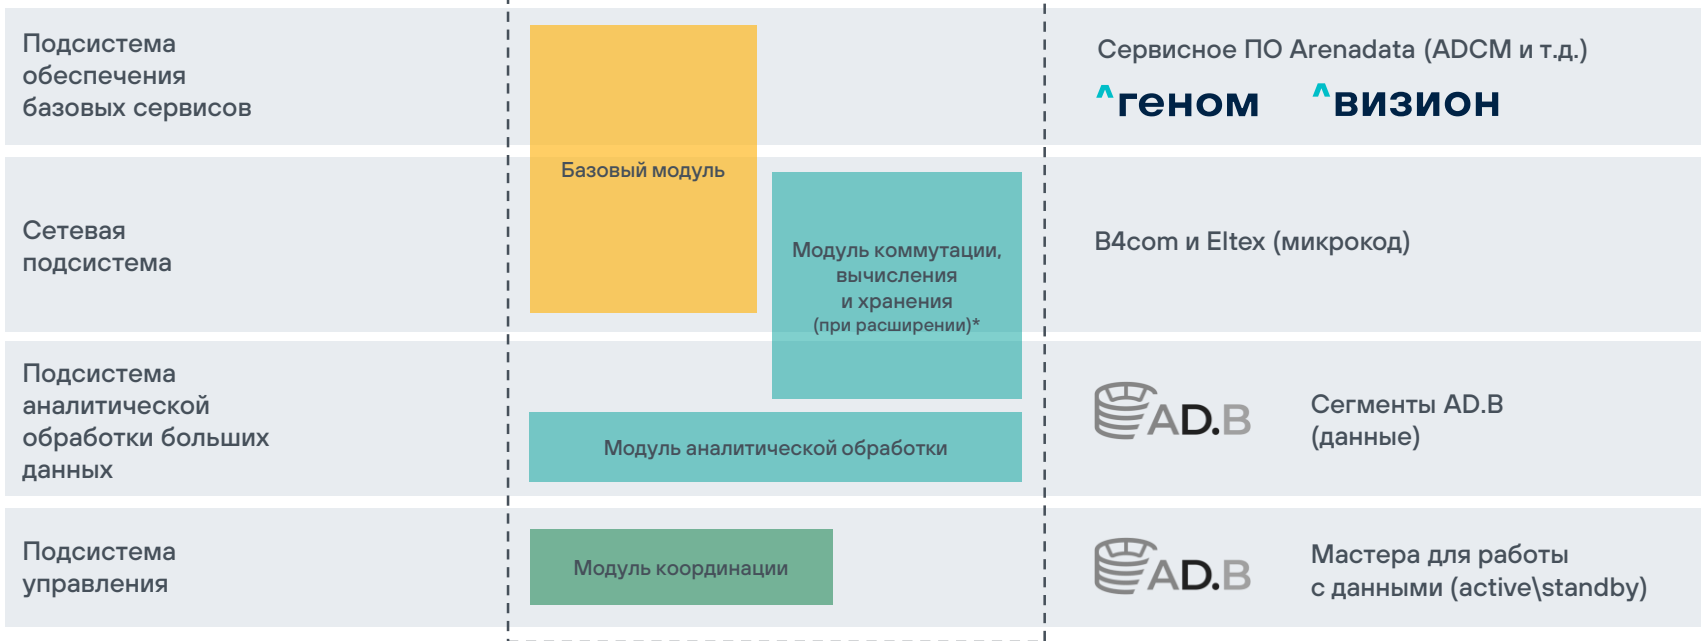 Подсистема
обеспечения
базовых сервисов
Базовый модуль
Сервисное ПО Arenadata (ADCM и т.д.)
^геном ^визион
Сетевая
подсистема
Модуль коммутации,
вычисления
и хранения
(при расширении)*
B4com и Eltex (микрокод)
Подсистема
аналитической
обработки больших
данных
Модуль аналитической обработки
AD.B
Сегменты AD.B
(данные)
Подсистема
управления
Модуль координации
AD.B
Мастера для работы
с данными (active\standby)